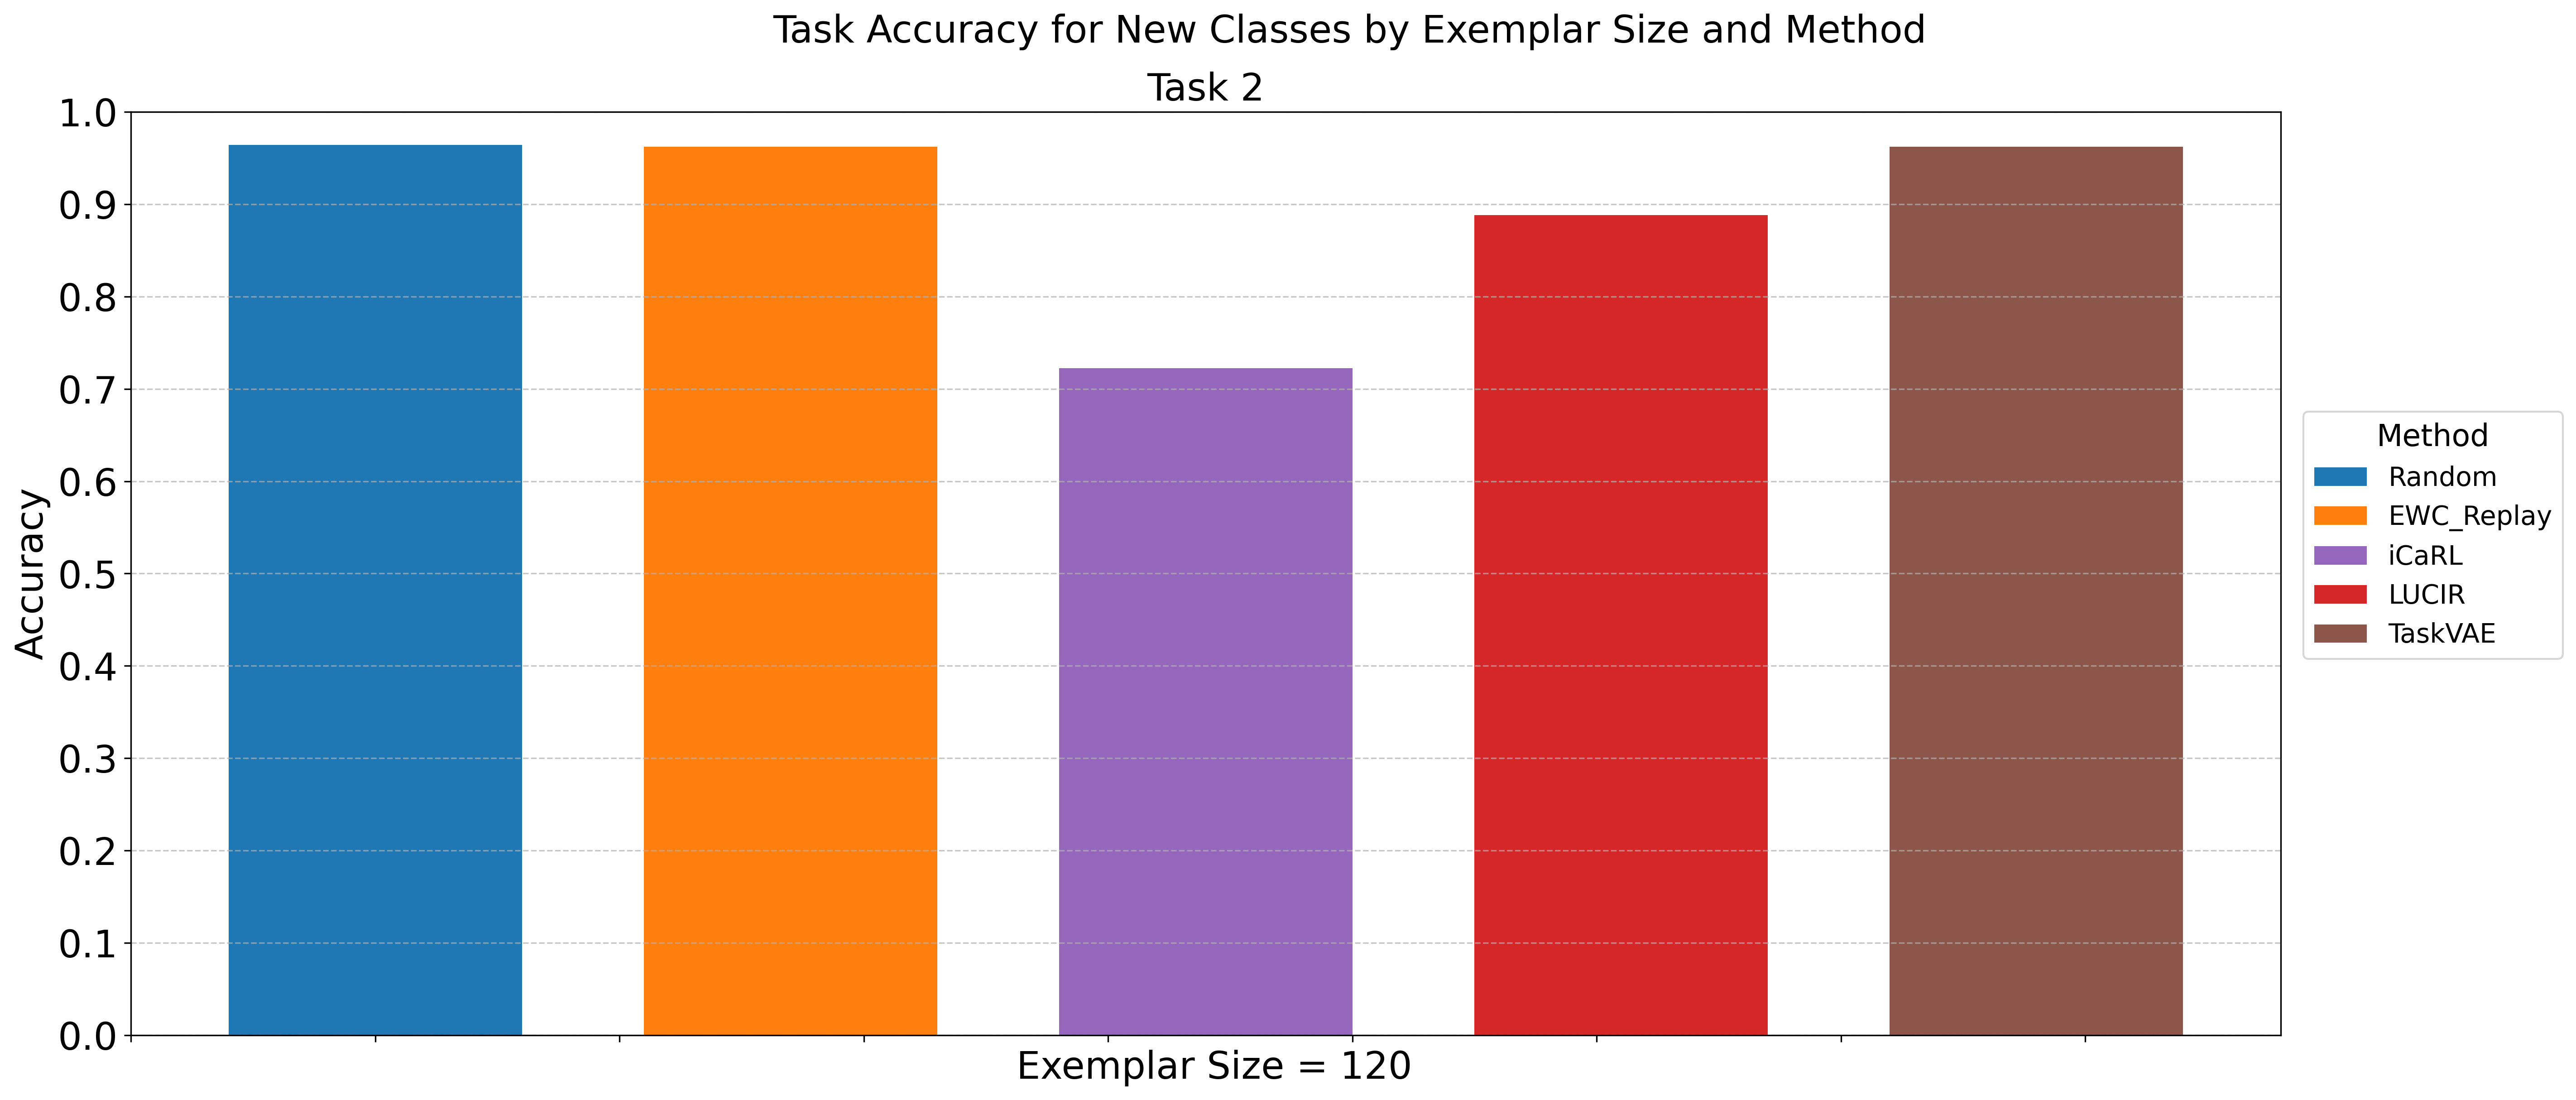 Task Accuracy for New Classes by Exemplar Size and Method
Task 2
1.0
0.9
0.8
0.7
0.6
0.5
0.4
0.3
0.2
0.1
0.0
Accuracy
Exemplar Size = 120
Method
Random
EWC_Replay
iCaRL
LUCIR
TaskVAE